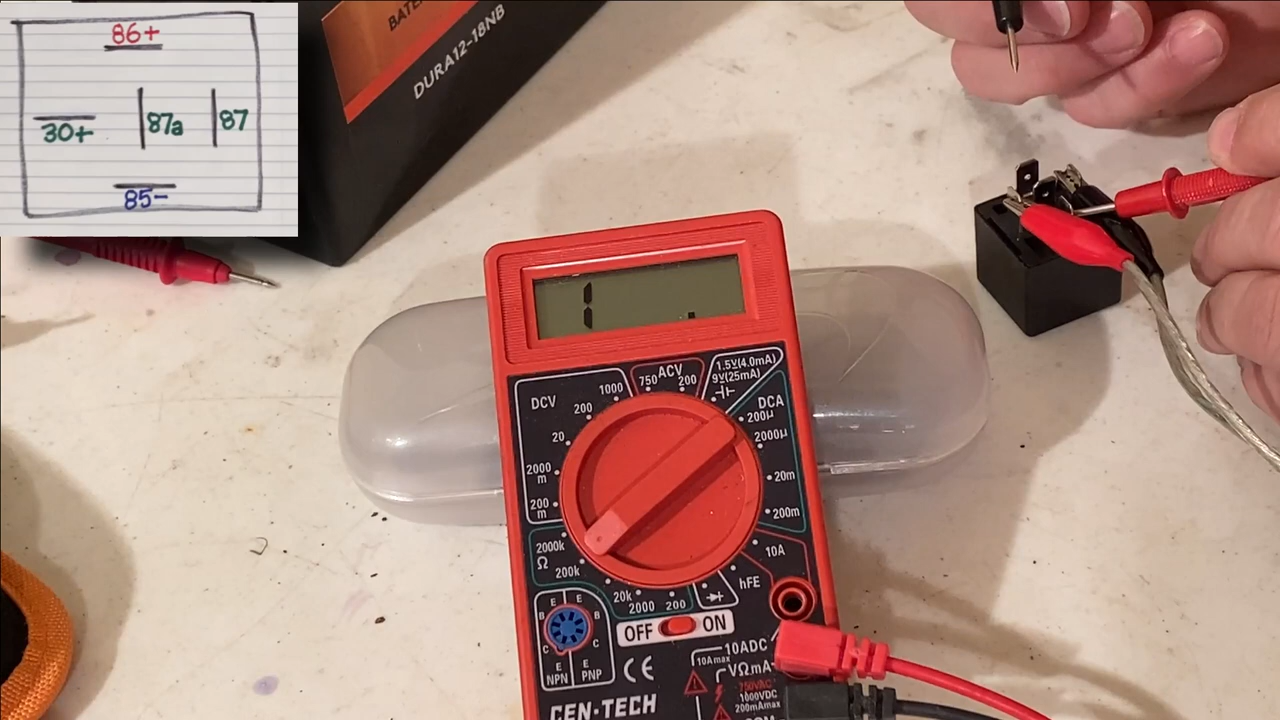 86+
30+
87a
87
85-
DURA12-18NB
1 .
DCV
1000
750
ACV
200
1.5V(4.0mA)
9V(25mA)
200
20
2000
m
200
m
DCA
200µ
2000µ
20m
200m
10A
hFE
2000k
Ω
200k
20k
2000
200
OFF
ON
E
E
B
B
C
C
E
NPN
E
PNP
CE
10ADC
10Amax
VΩmA
750VAC
1000VDC
200mAmax
CEN-TECH